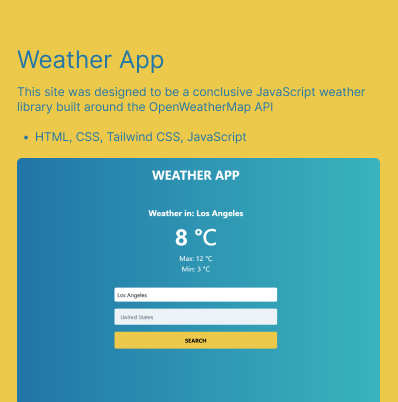 Weather App
This site was designed to be a conclusive JavaScript weather
library built around the OpenWeatherMap API
• HTML, CSS, Tailwind CSS, JavaScript
WEATHER APP
Weather in: Los Angeles
8 °C
Max: 12 °C
Min: 3 °C
Los Angeles
United States
SEARCH